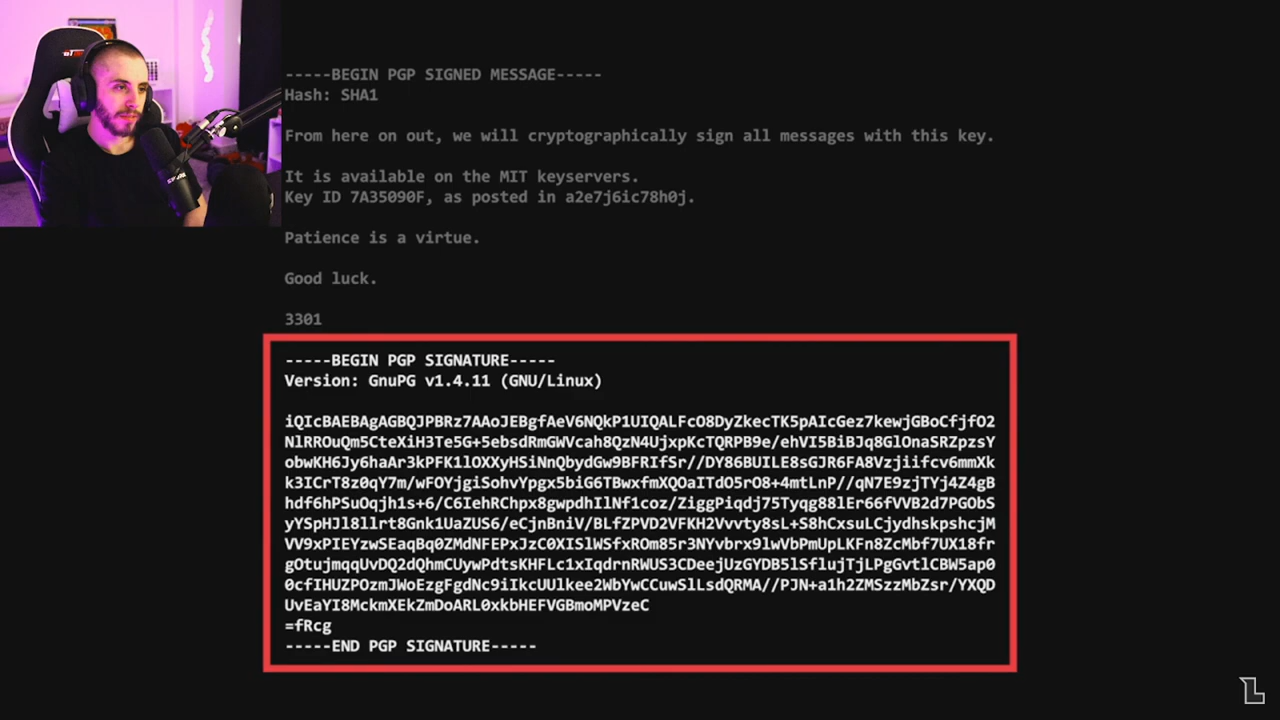 -----BEGIN PGP SIGNED MESSAGE-----
Hash: SHA1
From here on out, we will cryptographically sign all messages with this key.
It is available on the MIT keyservers.
Key ID 7A35090F, as posted in a2e7j6ic78h0j.
Patience is a virtue.
Good luck.
3301
-----BEGIN PGP SIGNATURE-----
Version: GnuPG v1.4.11 (GNU/Linux)
iQIcBAEBAgAGBQJPBRz7AAoJEBgfAeV6NQkP1UIQALFcO8DyZkecTK5pAIcGez7kewjGBoCfjfO2
NlRROuQm5CteXiH3Te5G+5ebsdRmGWVcah8QzN4UjxpKcTQRPB9e/ehVI5BiBJq8GlOnaSRZpzsY
obwKH6Jy6haAr3kPFK1lOXXyHSiNnQbydGw9BFRIfSr//DY86BUILE8sGJR6FA8Vzjiifcv6mmXk
k3ICrT8z0qY7m/wFOYjgiSohvYpgx5biG6TBwxfmXQOaITdO5rO8+4mtLnP//qN7E9zjTYj4Z4gB
hdf6hPSuOqjh1s+6/C6IehRChpx8gwpdhIlNf1coz/ZiggPiqdj75Tyqg88lEr66fVVB2d7PGObS
yYSpHJl8llrt8Gnk1UaZUS6/eCjnBniV/BLfZPVD2VFKH2Vvvty8sL+S8hCxsuLCjydhskpshcjM
VV9xPIEYzwSEaqBq0ZMdNFEPxJzC0XISlWSfxROm85r3NYvbrx9lwVbPmUpLKFn8ZcMbf7UX18fr
gOtujmqqUvDQ2dQhmCUywPdtsKHFLc1xIqdrnRWUS3CDeejUzGYDB5lSflujTjLPgGvtlCBW5ap0
0cfIHUZPOzmJWoEzgFgdNc9iIkcUUlkee2WbYwCCuwSlLsdQRMA//PJN+a1h2ZMSzzMbZsr/YXQD
UvEaYI8MckmXEkZmDoARL0xkbHEFVGBmoMPVzeC
=fRcg
-----END PGP SIGNATURE-----